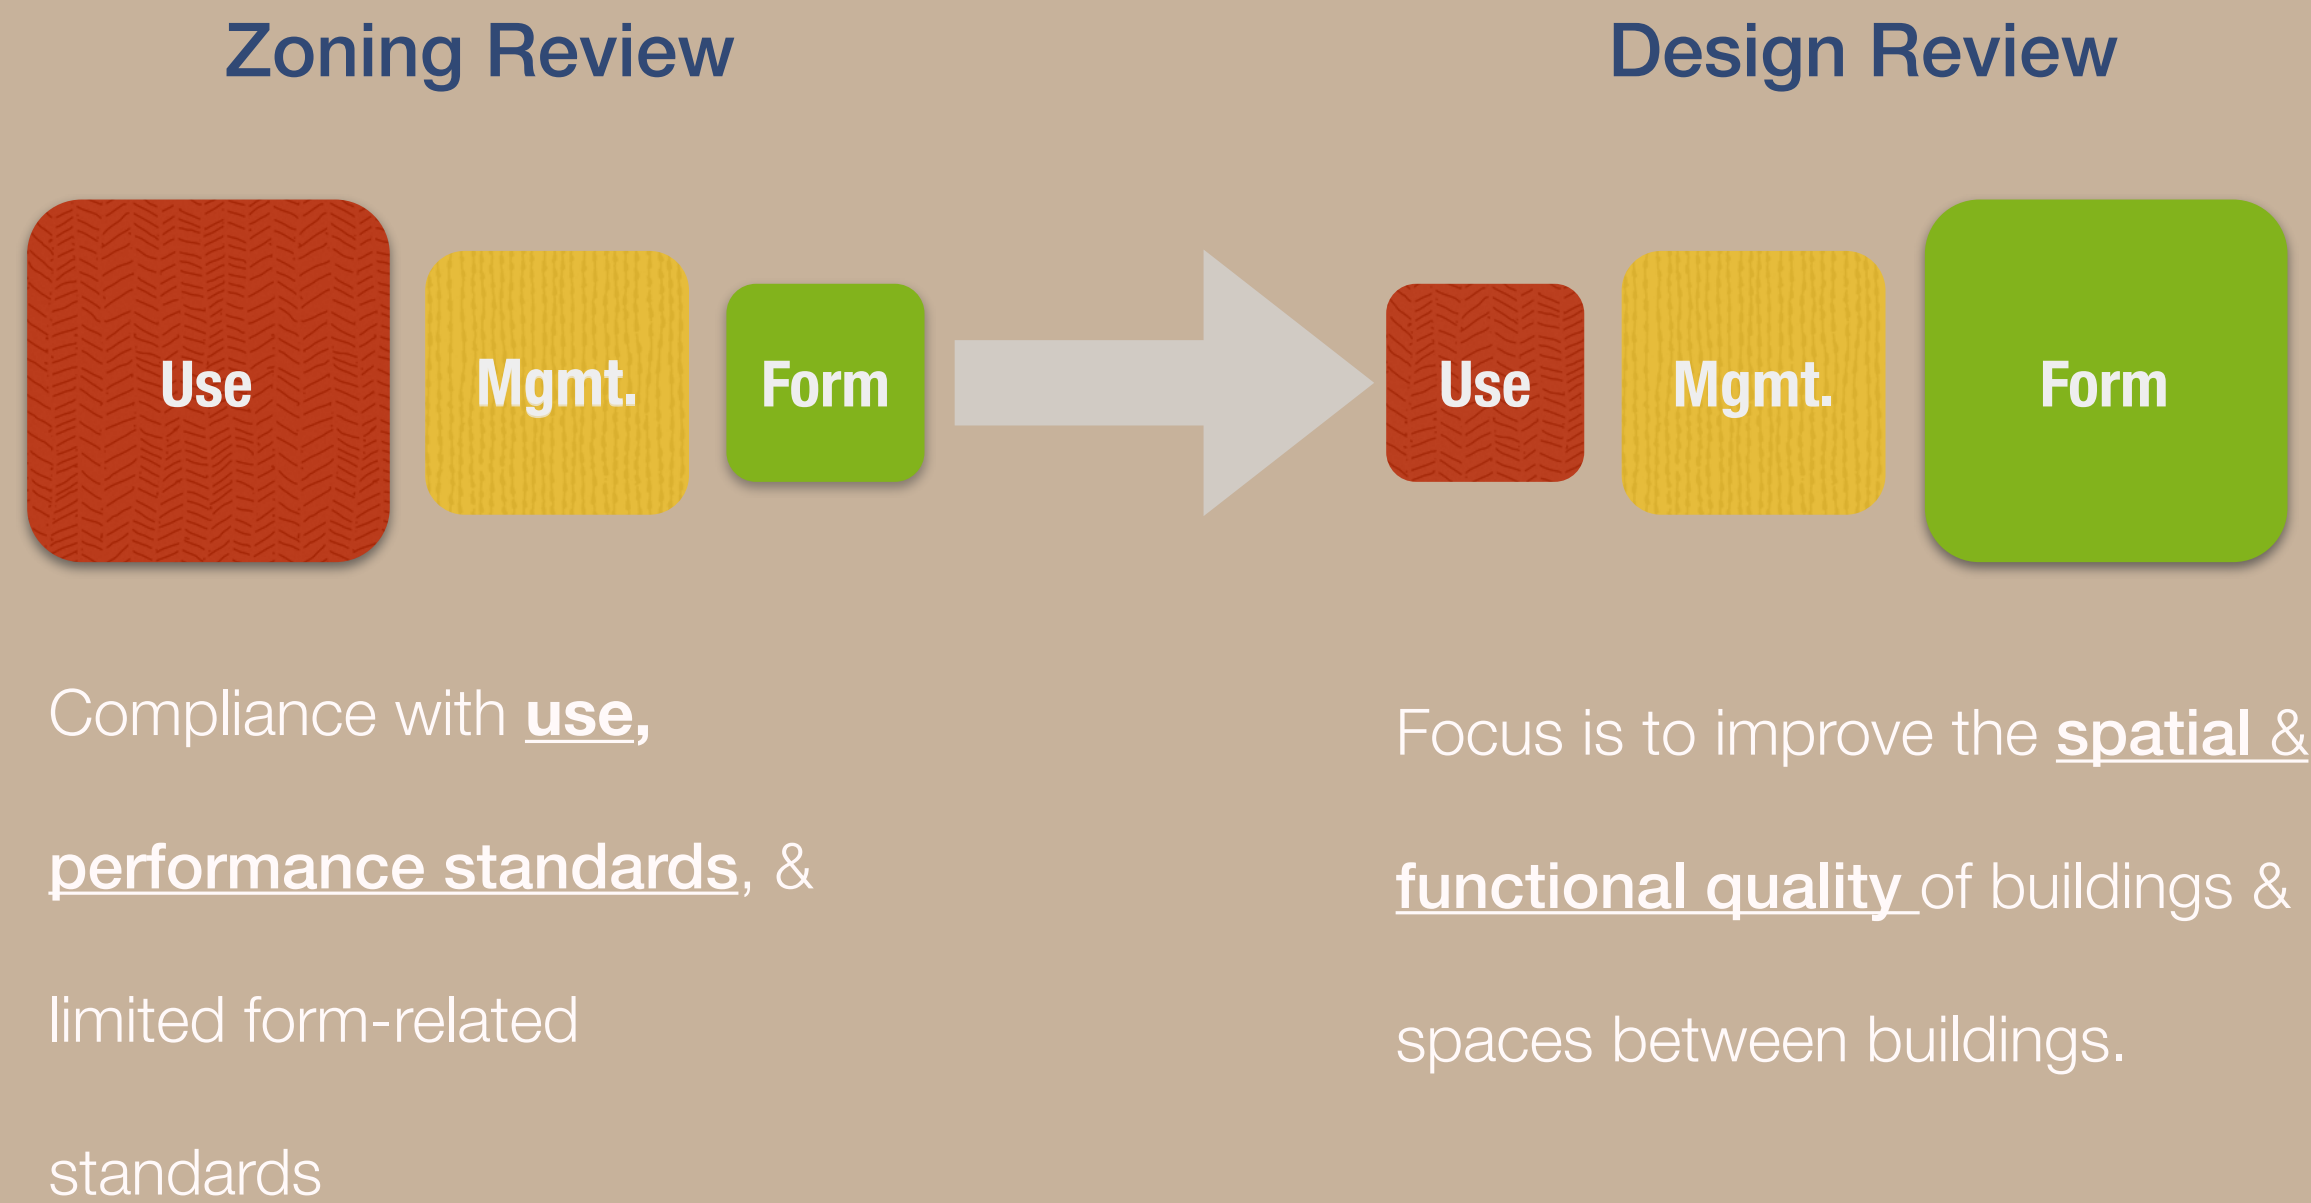 Zoning Review
Design Review
Use
Mgmt.
Form
Use
Mgmt.
Form
Compliance with use,
performance standards, &
limited form-related
standards
Focus is to improve the spatial &
functional quality of buildings &
spaces between buildings.